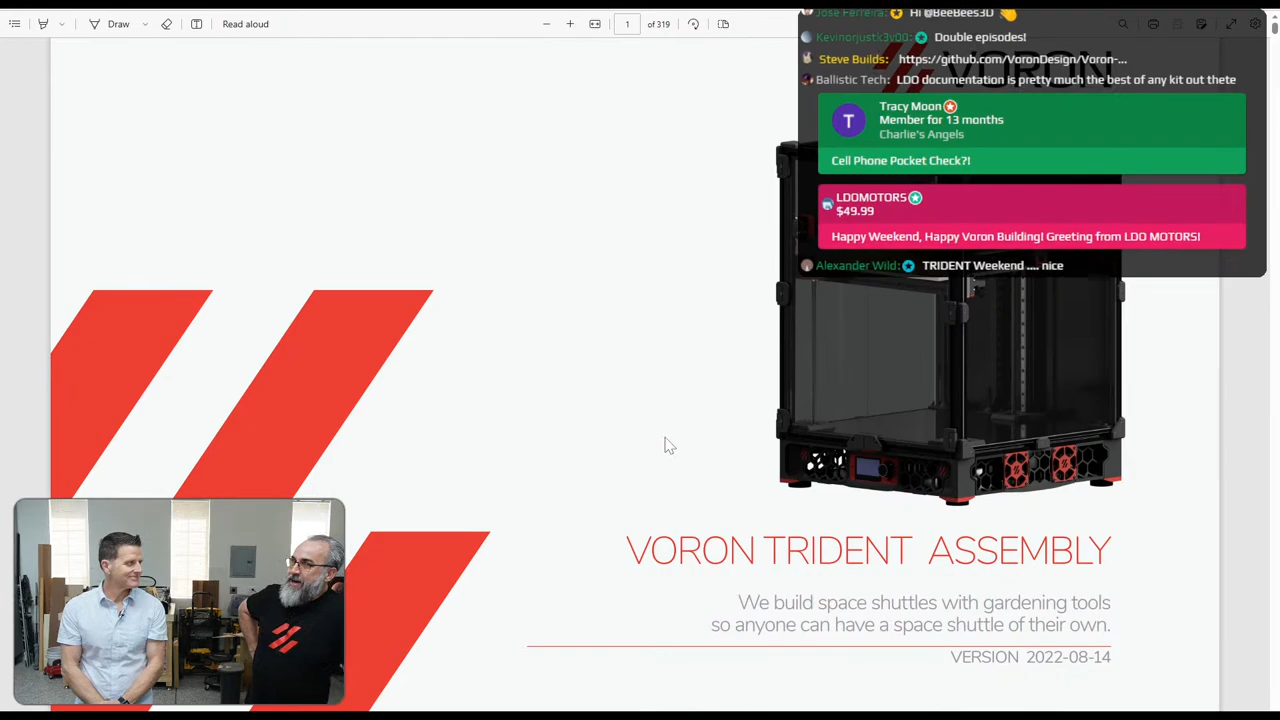 Draw
Read aloud
1
of 319
Jose Ferreira: Hi @BeeBees3D
Kevinorjustk3v00: Double episodes!
Steve Builds: https://github.com/VoronDesign/Voron-...
Ballistic Tech: LDO documentation is pretty much the best of any kit out thete
T
Tracy Moon
Member for 13 months
Charlie's Angels
Cell Phone Pocket Check?!
LDOMOTORS
$49.99
Happy Weekend, Happy Voron Building! Greeting from LDO MOTORS!
Alexander Wild: TRIDENT Weekend .... nice
VORON
VORON TRIDENT ASSEMBLY
We build space shuttles with gardening tools
so anyone can have a space shuttle of their own.
VERSION 2022-08-14